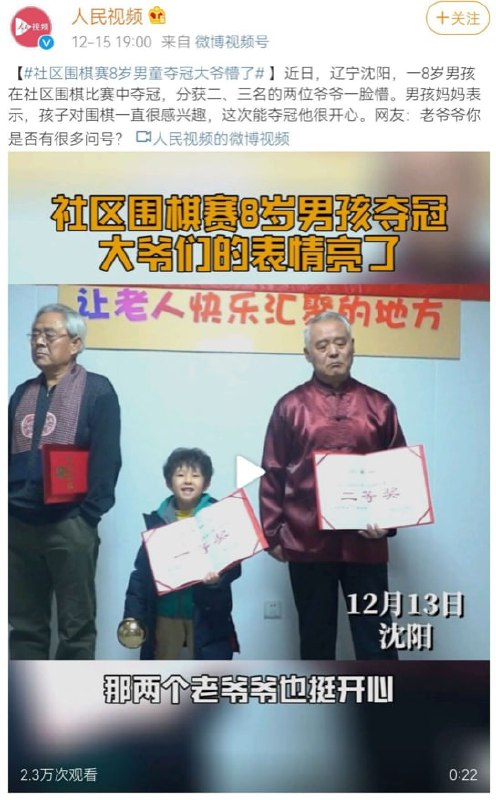 人民视频
12-15 19:00 来自 微博视频号
+关注
【#社区围棋赛8岁男童夺冠大爷懵了#】近日，辽宁沈阳，一8岁男孩
在社区围棋比赛中夺冠，分获二、三名的两位爷爷一脸懵。男孩妈妈表
示，孩子对围棋一直很感兴趣，这次能夺冠他很开心。网友：老爷爷你
是否有很多问号？ 人民视频的微博视频
社区围棋赛8岁男孩夺冠
大爷们的表情亮了
让老人快乐汇聚的地方
一等奖
二等奖
12月13日
沈阳
那两个老爷爷也挺开心
2.3万次观看
0:22